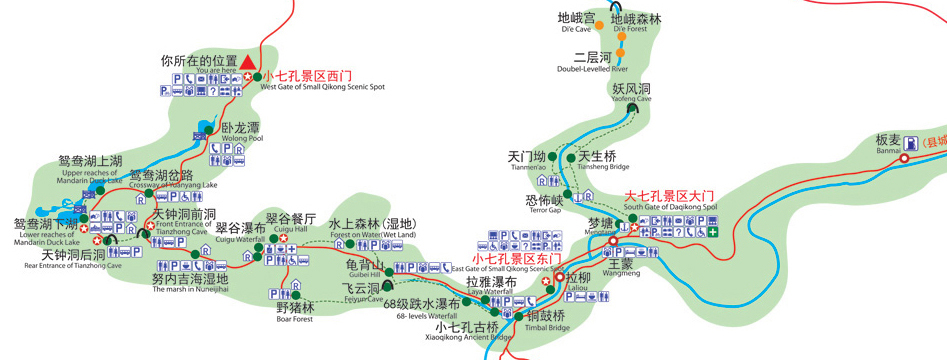 地峨宫
Di'e Cave
地峨森林
Di'e Forest
二层河
Doubel-Levelled River
妖风洞
Yaofeng Cave
你所在的位置
You are here
小七孔景区西门
West Gate of Small Qikong Scenic Spot
卧龙潭
Wolong Pool
鸳鸯湖上湖
Upper reaches of
Mandarin Duck Lake
鸳鸯湖岔路
Crossway of Yuanyang Lake
鸳鸯湖下湖
Lower reaches of
Mandarin Duck Lake
天钟洞前洞
Front Entrance of
Tianzhong Cave
天钟洞后洞
Rear Entrance of Tianzhong Cave
努内吉海湿地
The marsh in Nuneijihai
翠谷瀑布
Cuigu Waterfall
翠谷餐厅
Cuigu Hall
水上森林(湿地)
Forest on Water(Wet Land)
龟背山
Guibei Hill
飞云洞
Feiyun Cave
野猪林
Boar Forest
68级跌水瀑布
68- levels Waterfall
拉雅瀑布
Laya Waterfall
小七孔景区东门
East Gate of Small Qikong Scenic Spot
小七孔古桥
Xiaoqikong Ancient Bridge
铜鼓桥
Timbal Bridge
拉柳
Laliou
王蒙
Wangmeng
梦塘
Mengtang
大七孔景区大门
South Gate of Daqikong Spot
恐怖峡
Terror Gap
天门坳
Tianmen'ao
天生桥
Tiansheng Bridge
板麦
Banmai
(县城